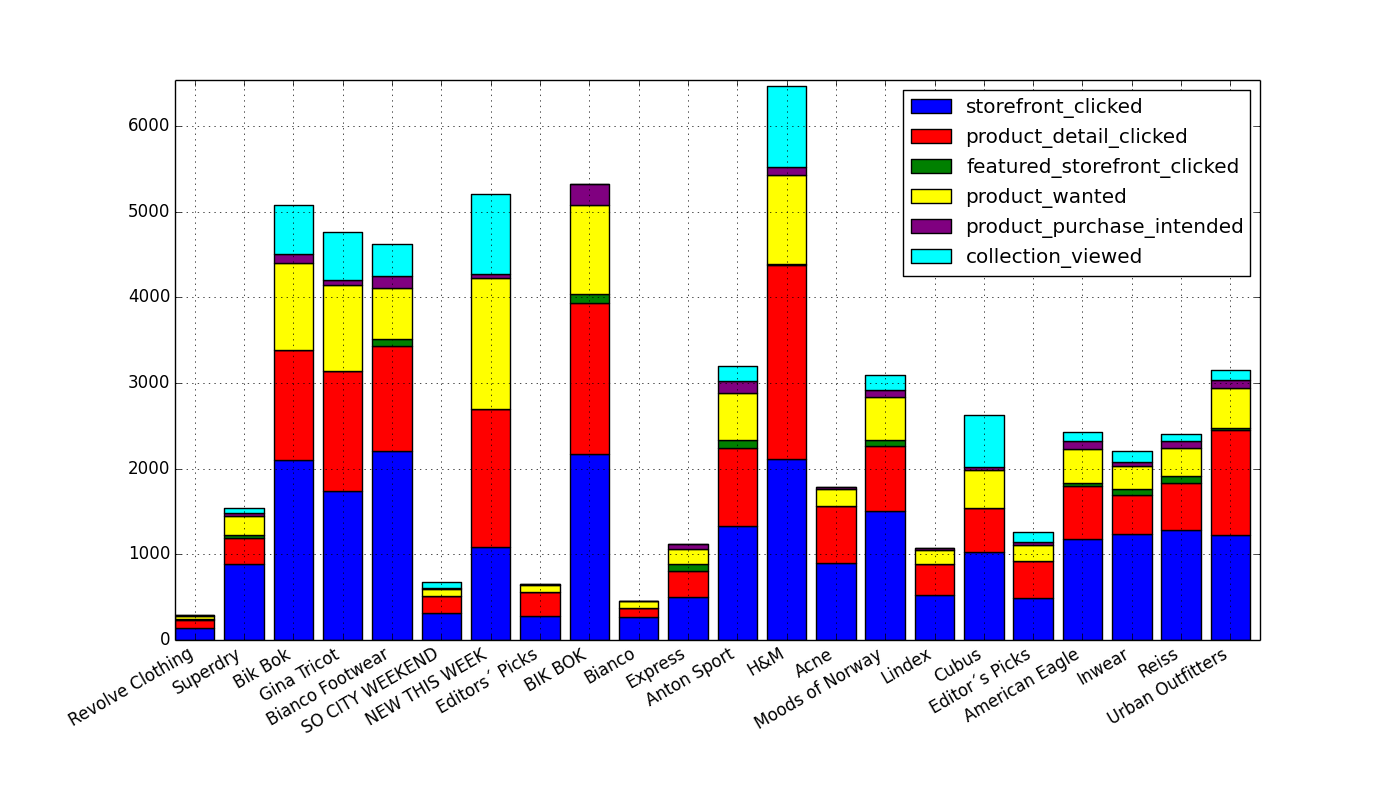 6000
5000
4000
3000
2000
1000
0
storefront_clicked
product_detail_clicked
featured_storefront_clicked
product_wanted
product_purchase_intended
collection_viewed
Revolve Clothing
Superdry
Bik Bok
Gina Tricot
Bianco Footwear
SO CITY WEEKEND
NEW THIS WEEK
Editors´ Picks
BIK BOK
Bianco
Express
Anton Sport
H&M
Acne
Moods of Norway
Lindex
Cubus
Editor´s Picks
American Eagle
Inwear
Reiss
Urban Outfitters